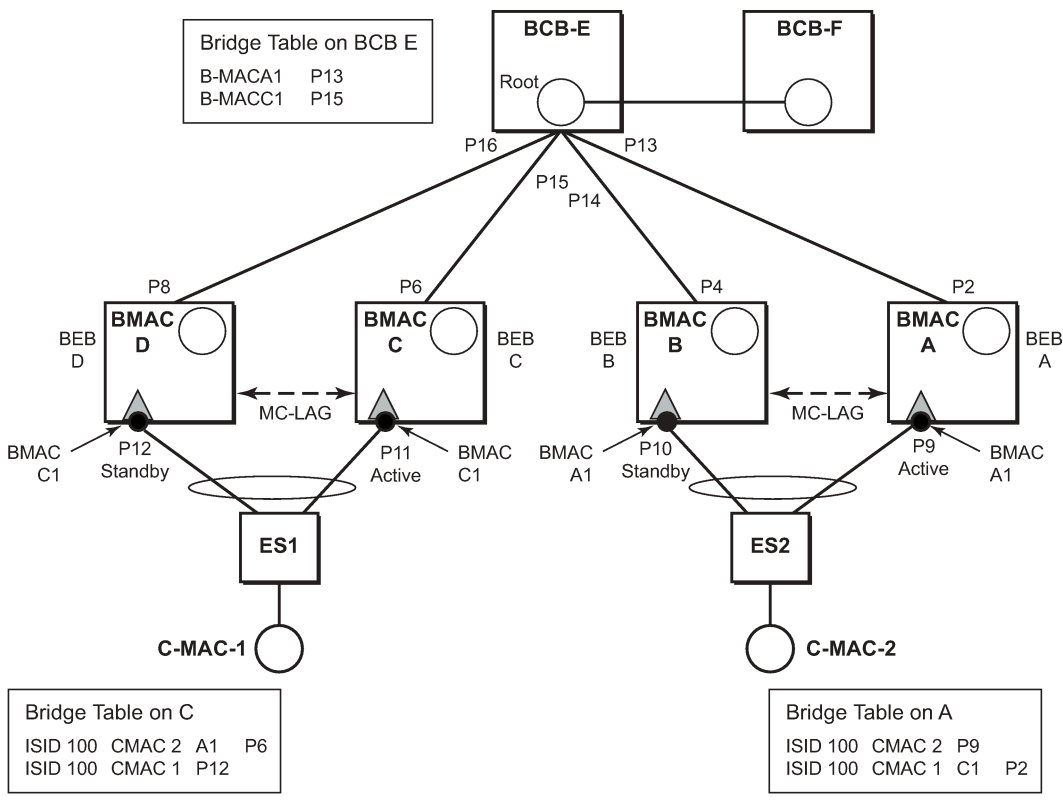 BCB-E
BCB-F
Bridge Table on BCB E
B-MACA1 P13
B-MACC1 P15
Root
P16
P13
P15
P14
P8
P6
P4
P2
BMAC
D
BEB
D
BMAC
C
BEB
C
BEB
B
BMAC
B
BMAC
A
BEB
A
MC-LAG
MC-LAG
BMAC
C1
P12
Standby
P11
Active
BMAC
C1
BMAC
A1
P10
Standby
P9
Active
BMAC
A1
ES1
ES2
C-MAC-1
C-MAC-2
Bridge Table on C
ISID 100 CMAC 2 A1 P6
ISID 100 CMAC 1 P12
Bridge Table on A
ISID 100 CMAC 2 P9
ISID 100 CMAC 1 C1 P2